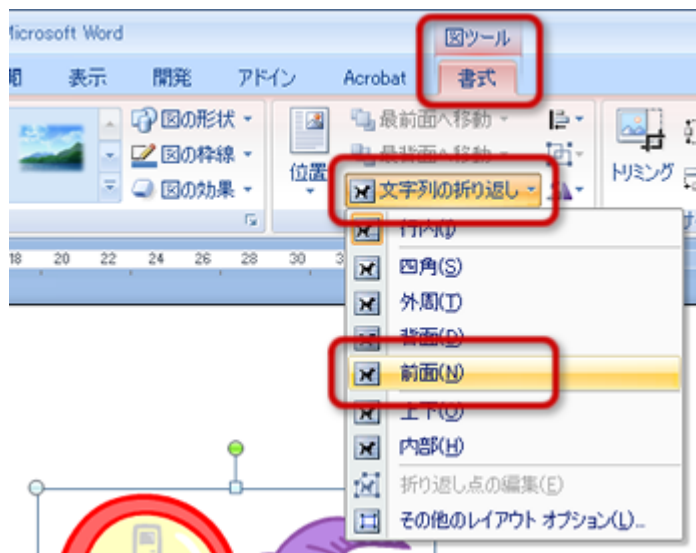 Microsoft Word
図ツール
表示 開発 アドイン Acrobat 書式
図の形状
図の枠線
図の効果
位置
最前面へ移動
最背面へ移動
文字列の折り返し
トリミング
18 20 22 24 26 28 30
行内(I)
四角(S)
外周(T)
背面(D)
前面(N)
上下(O)
内部(H)
折り返し点の編集(E)
その他のレイアウト オプション(L)...